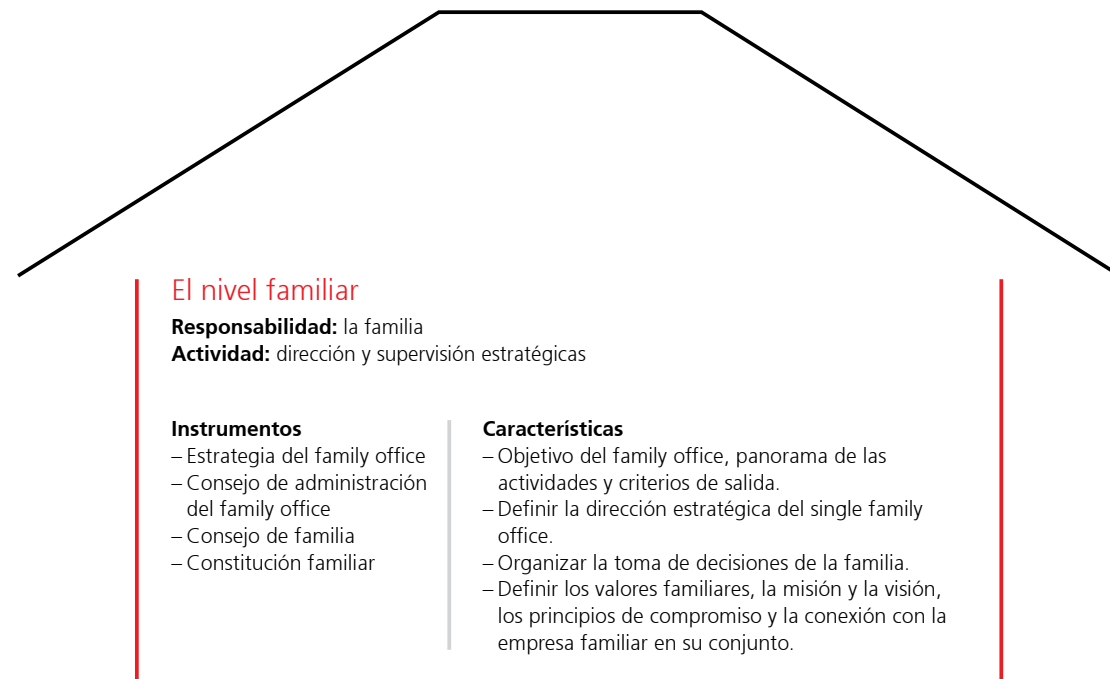 El nivel familiar
Responsabilidad: la familia
Actividad: dirección y supervisión estratégicas
Instrumentos
– Estrategia del family office
– Consejo de administración
del family office
– Consejo de familia
– Constitución familiar
Características
– Objetivo del family office, panorama de las
actividades y criterios de salida.
– Definir la dirección estratégica del single family
office.
– Organizar la toma de decisiones de la familia.
– Definir los valores familiares, la misión y la visión,
los principios de compromiso y la conexión con la
empresa familiar en su conjunto.